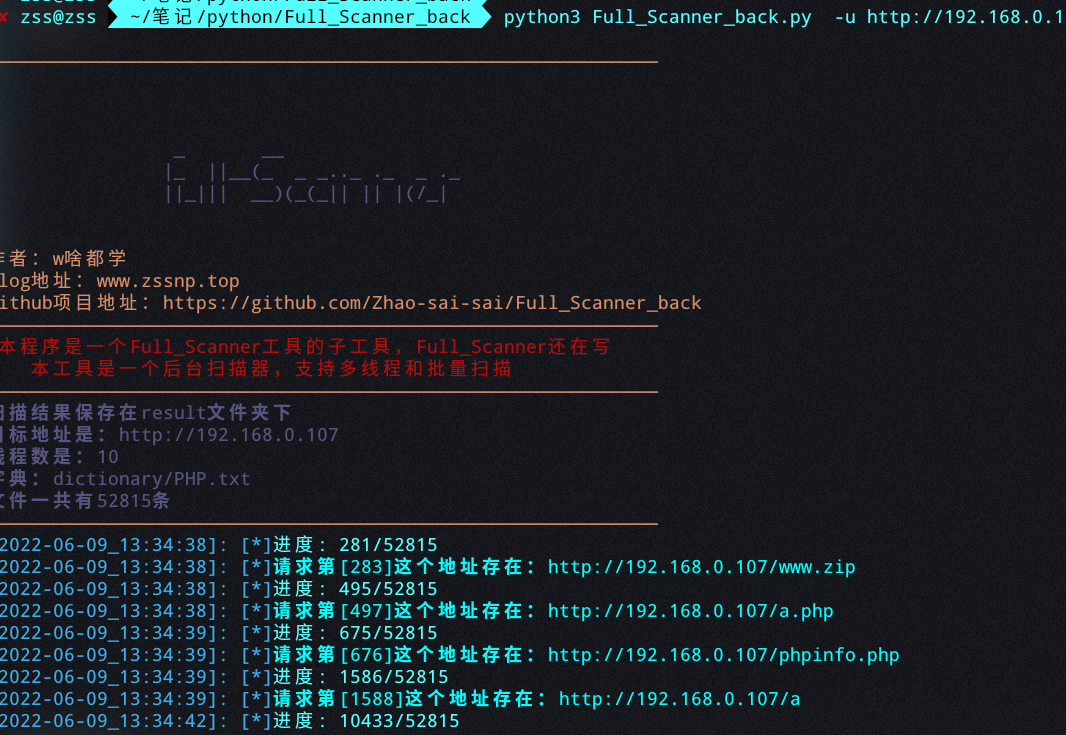 zss@zss ~/笔记/python/Full_Scanner_back python3 Full_Scanner_back.py -u http://192.168.0.1
者：w啥都学
log地址：www.zssnp.top
ithub项目地址：https://github.com/Zhao-sai-sai/Full_Scanner_back
本程序是一个Full_Scanner工具的子工具，Full_Scanner还在写
本工具是一个后台扫描器，支持多线程和批量扫描
描结果保存在result文件夹下
标地址是：http://192.168.0.107
程数是：10
典：dictionary/PHP.txt
件一共有52815条
2022-06-09_13:34:38]: [*]进度：281/52815
2022-06-09_13:34:38]: [*]请求第[283]这个地址存在：http://192.168.0.107/www.zip
2022-06-09_13:34:38]: [*]进度：495/52815
2022-06-09_13:34:38]: [*]请求第[497]这个地址存在：http://192.168.0.107/a.php
2022-06-09_13:34:39]: [*]进度：675/52815
2022-06-09_13:34:39]: [*]请求第[676]这个地址存在：http://192.168.0.107/phpinfo.php
2022-06-09_13:34:39]: [*]进度：1586/52815
2022-06-09_13:34:39]: [*]请求第[1588]这个地址存在：http://192.168.0.107/a
2022-06-09_13:34:42]: [*]进度：10433/52815